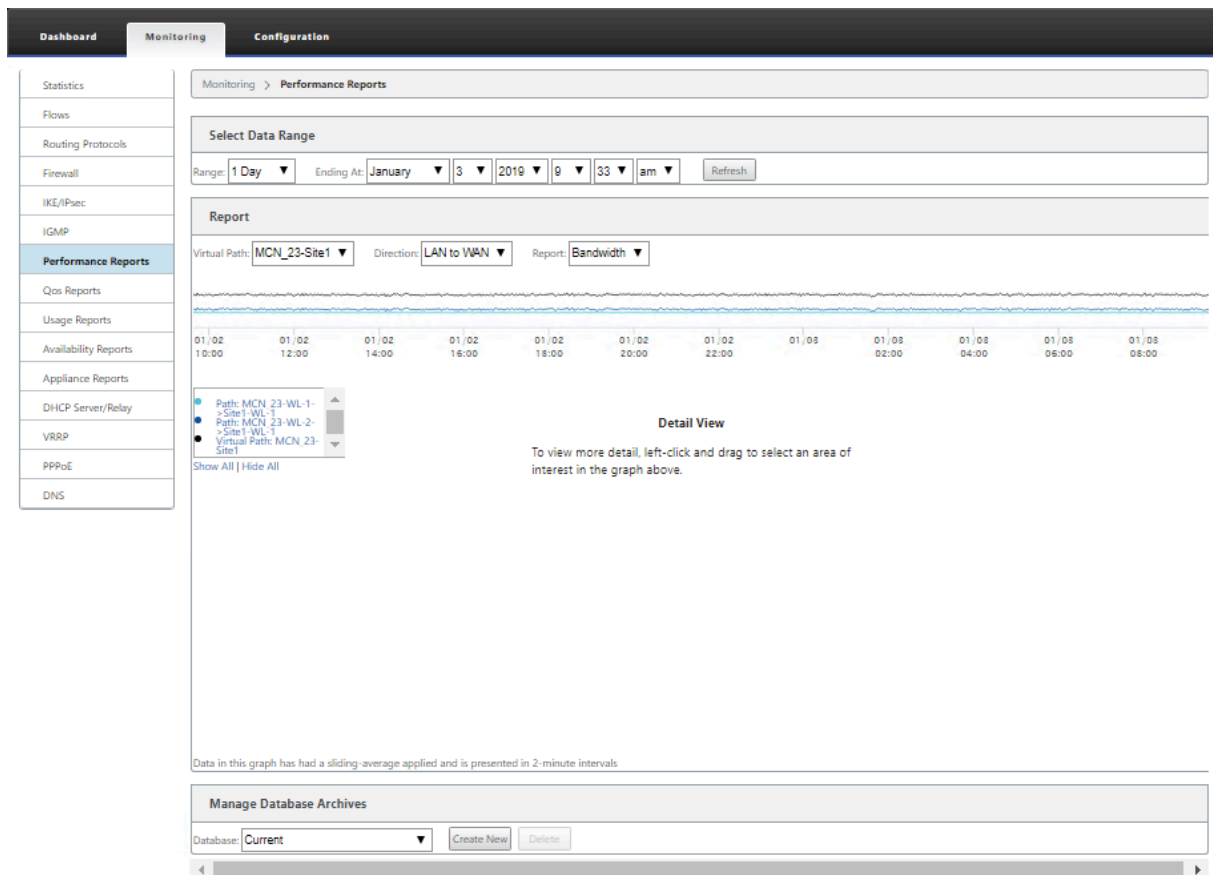 Dashboard Monitoring Configuration
Statistics
Flows
Routing Protocols
Firewall
IKE/IPsec
IGMP
Performance Reports
Qos Reports
Usage Reports
Availability Reports
Appliance Reports
DHCP Server/Relay
VRRP
PPPoE
DNS
Monitoring > Performance Reports
Select Data Range
Range: 1 Day Ending At: January 3 2019 9 33 am Refresh
Report
Virtual Path: MCN_23-Site1 Direction: LAN to WAN Report: Bandwidth
01/02 01/02 01/02 01/02 01/02 01/02 01/02 01/03 01/03 01/03 01/03 01/03
10:00 12:00 14:00 16:00 18:00 20:00 22:00 02:00 04:00 06:00 08:00
Path: MCN_23-WL-1-
>Site1-WL-1
Path: MCN_23-WL-2-
>Site1-WL-1
Virtual Path: MCN_23-
Site1
Show All | Hide All
Detail View
To view more detail, left-click and drag to select an area of
interest in the graph above.
Data in this graph has had a sliding-average applied and is presented in 2-minute intervals
Manage Database Archives
Database: Current Create New Delete